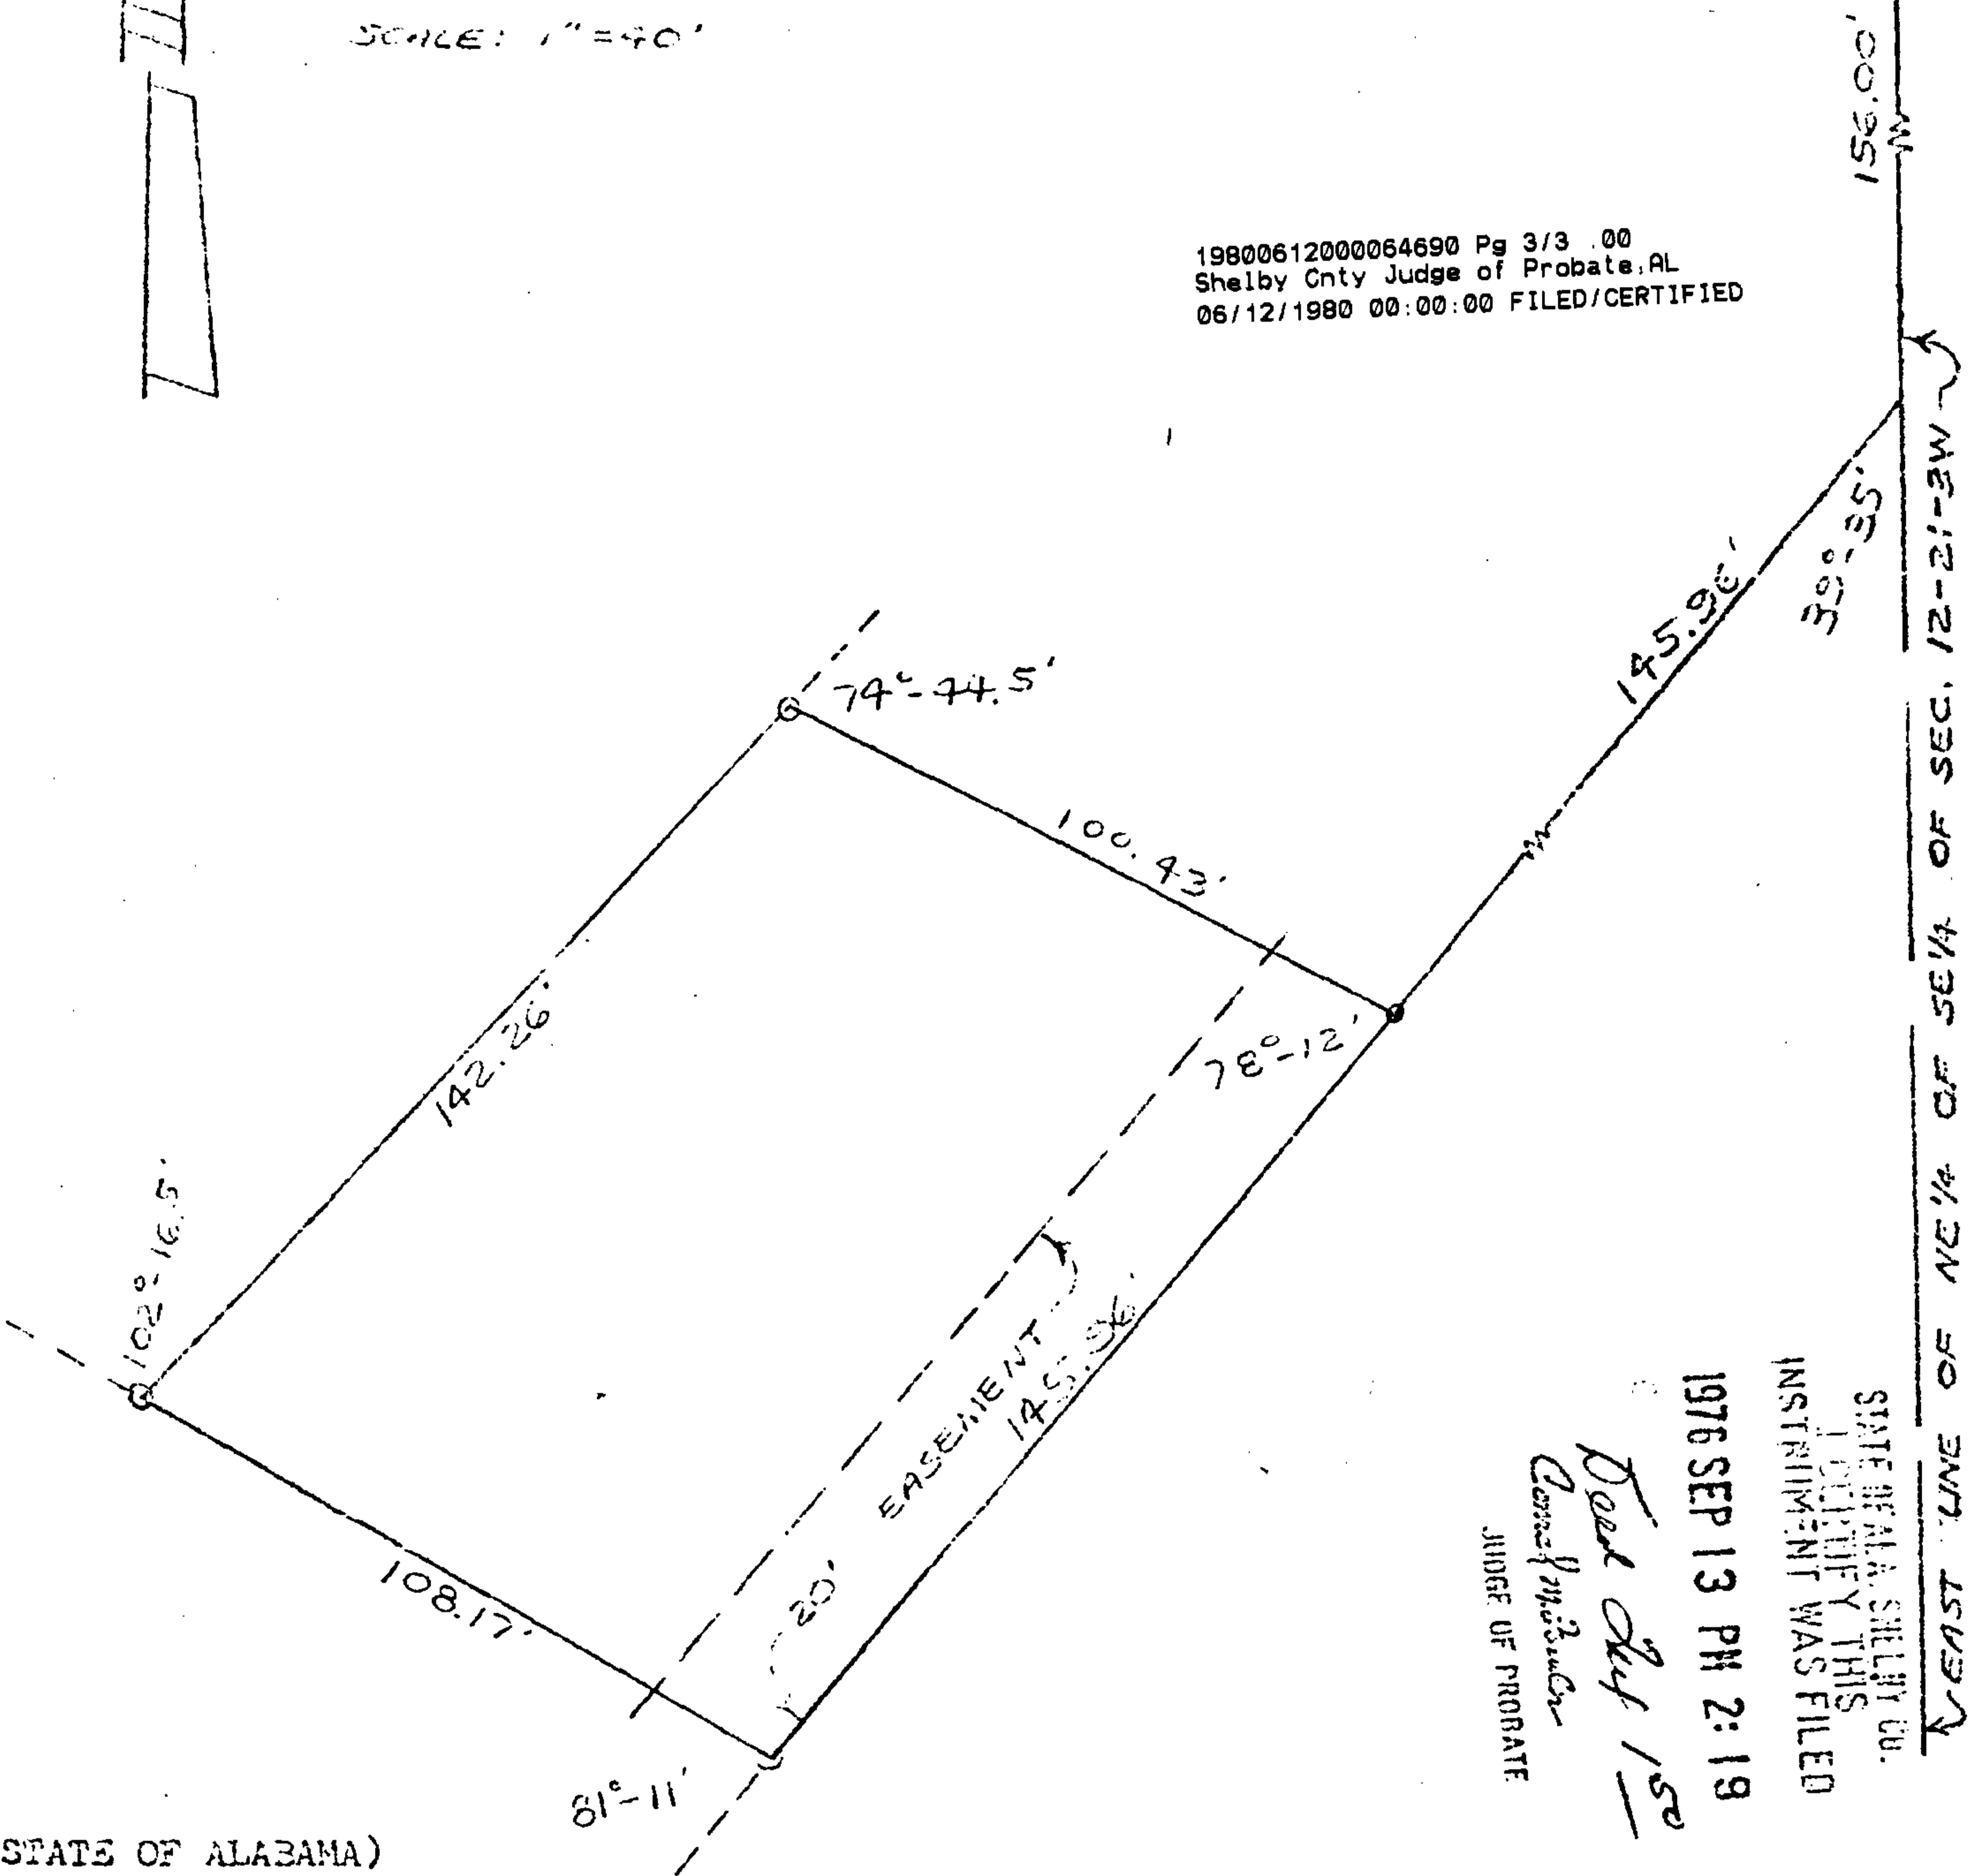 SCALE: 1" = 40'
156.00'
19800612000064690 Pg 3/3 .00
Shelby Cnty Judge of Probate, AL
06/12/1980 00:00:00 FILED/CERTIFIED
39°-35'
145.96'
74°-44.5'
100.43'
142.26'
78°-12'
102°-16.5'
EASEMENT
145.96'
20'
108.17'
81°-11'
EAST LINE OF NE 1/4 OF SE 1/4 OF SEC. 12-21-3W
STATE OF ALA. SHELBY CO.
I CERTIFY THIS
INSTRUMENT WAS FILED
1976 SEP 13 PM 2:19
JUDGE OF PROBATE
STATE OF ALABAMA)